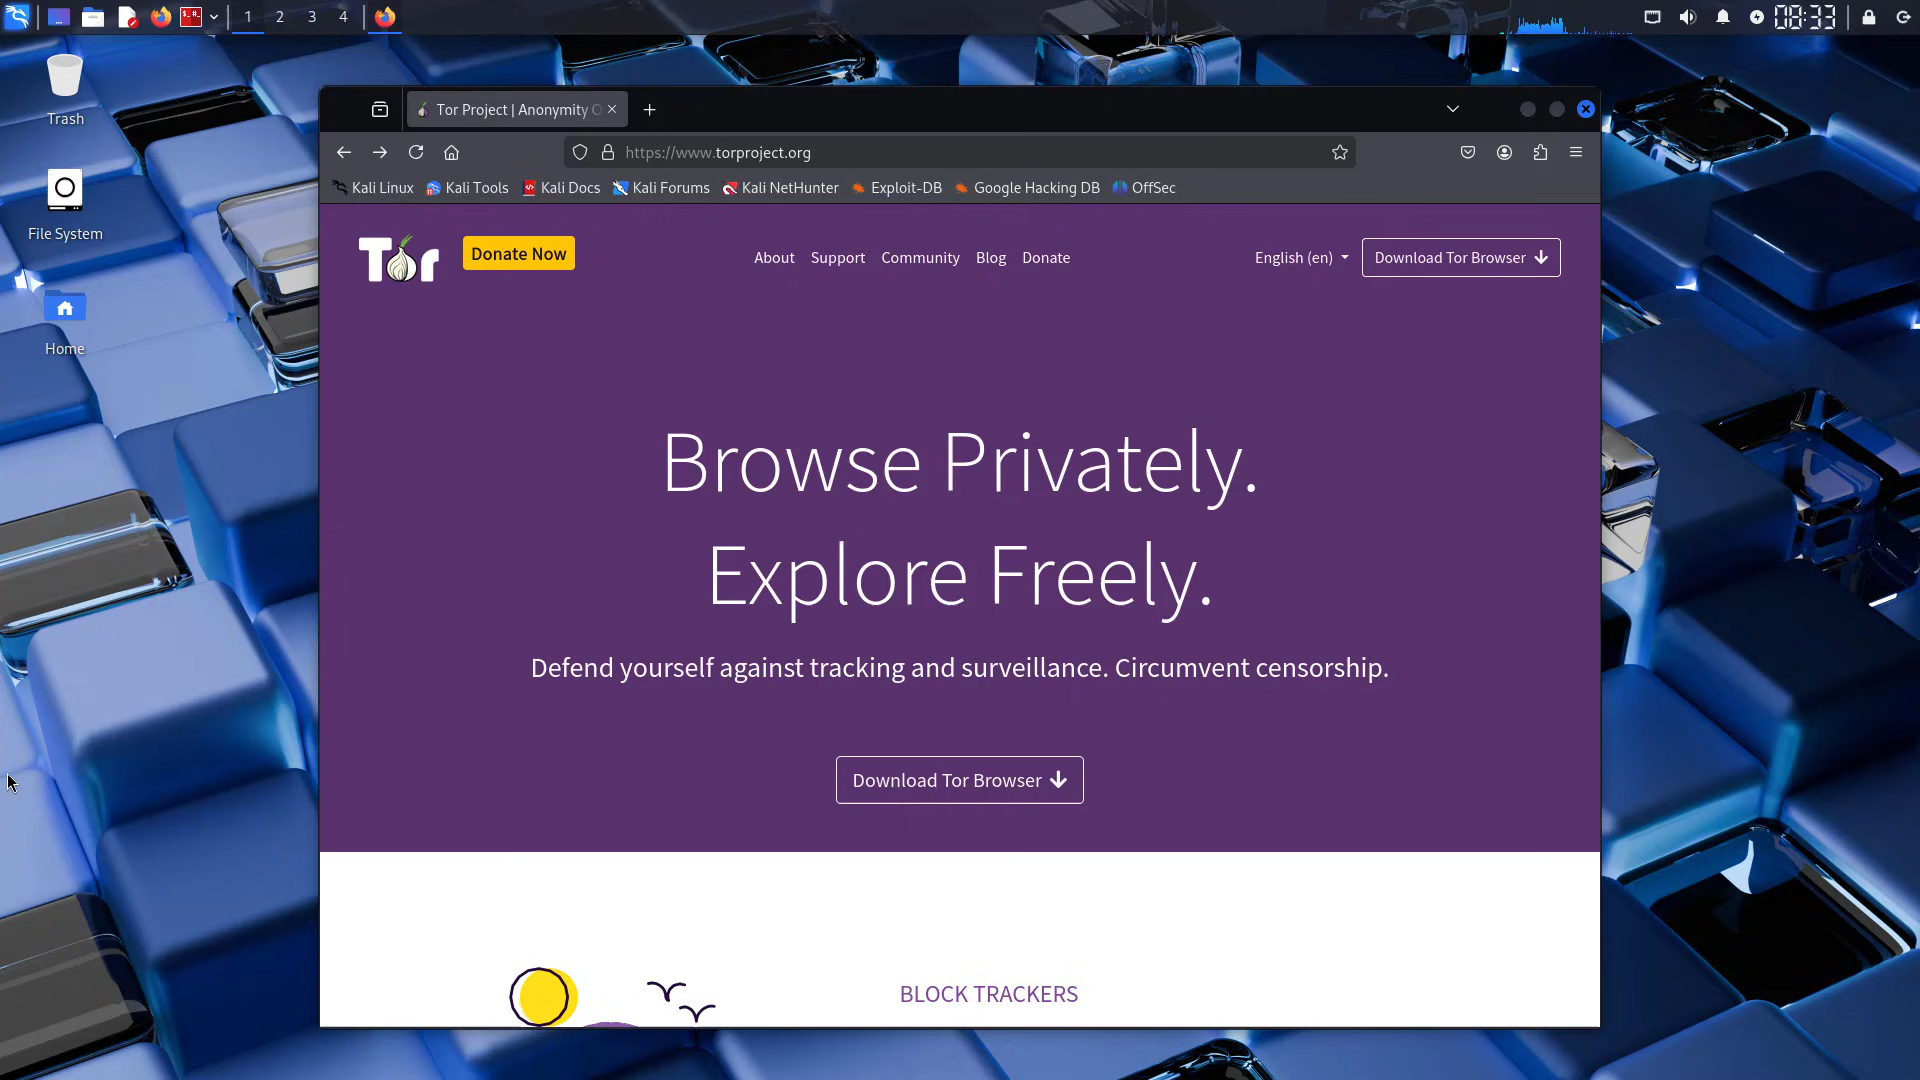 1 2 3 4
08:33
Trash
File System
Home
Tor Project | Anonymity O
https://www.torproject.org
Kali Linux Kali Tools Kali Docs Kali Forums Kali NetHunter Exploit-DB Google Hacking DB OffSec
Tor Donate Now About Support Community Blog Donate English (en) Download Tor Browser
Browse Privately.
Explore Freely.
Defend yourself against tracking and surveillance. Circumvent censorship.
Download Tor Browser
BLOCK TRACKERS